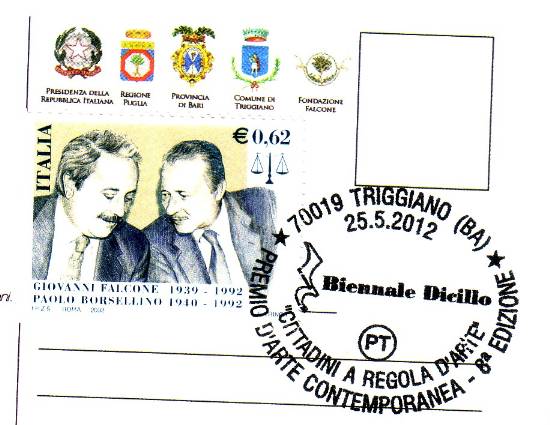 PRESIDENZA DELLA
REPUBBLICA ITALIANA
REGIONE
PUGLIA
PROVINCIA
DI BARI
COMUNE DI
TRIGGIANO
FONDAZIONE
FALCONE
ITALIA
€0,62
GIOVANNI FALCONE 1939 - 1992
PAOLO BORSELLINO 1940 - 1992
I.P.Z.S. ROMA 2002
★ 70019 TRIGGIANO (BA) ★
25.5.2012
Biennale Dicillo
PT
"CITTADINI A REGOLA D'ARTE"
PREMIO D'ARTE CONTEMPORANEA - 8ª EDIZIONE